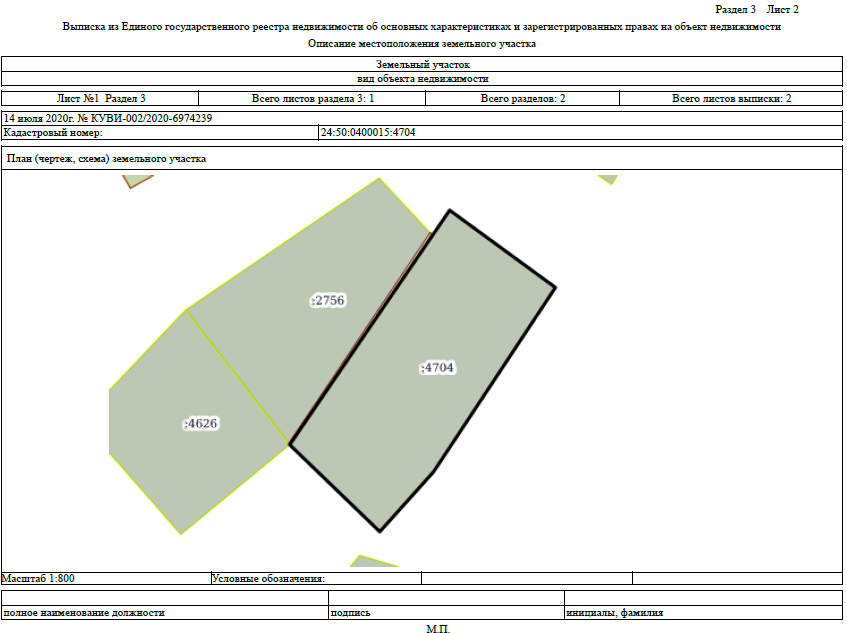 Раздел 3 Лист 2
Выписка из Единого государственного реестра недвижимости об основных характеристиках и зарегистрированных правах на объект недвижимости
Описание местоположения земельного участка
Земельный участок
вид объекта недвижимости
Лист №1 Раздел 3 Всего листов раздела 3: 1 Всего разделов: 2 Всего листов выписки: 2
14 июля 2020г. № КУВИ-002/2020-6974239
Кадастровый номер: 24:50:0400015:4704
План (чертеж, схема) земельного участка
:2756
:4704
:4626
Масштаб 1:800 Условные обозначения:
полное наименование должности подпись инициалы, фамилия
М.П.